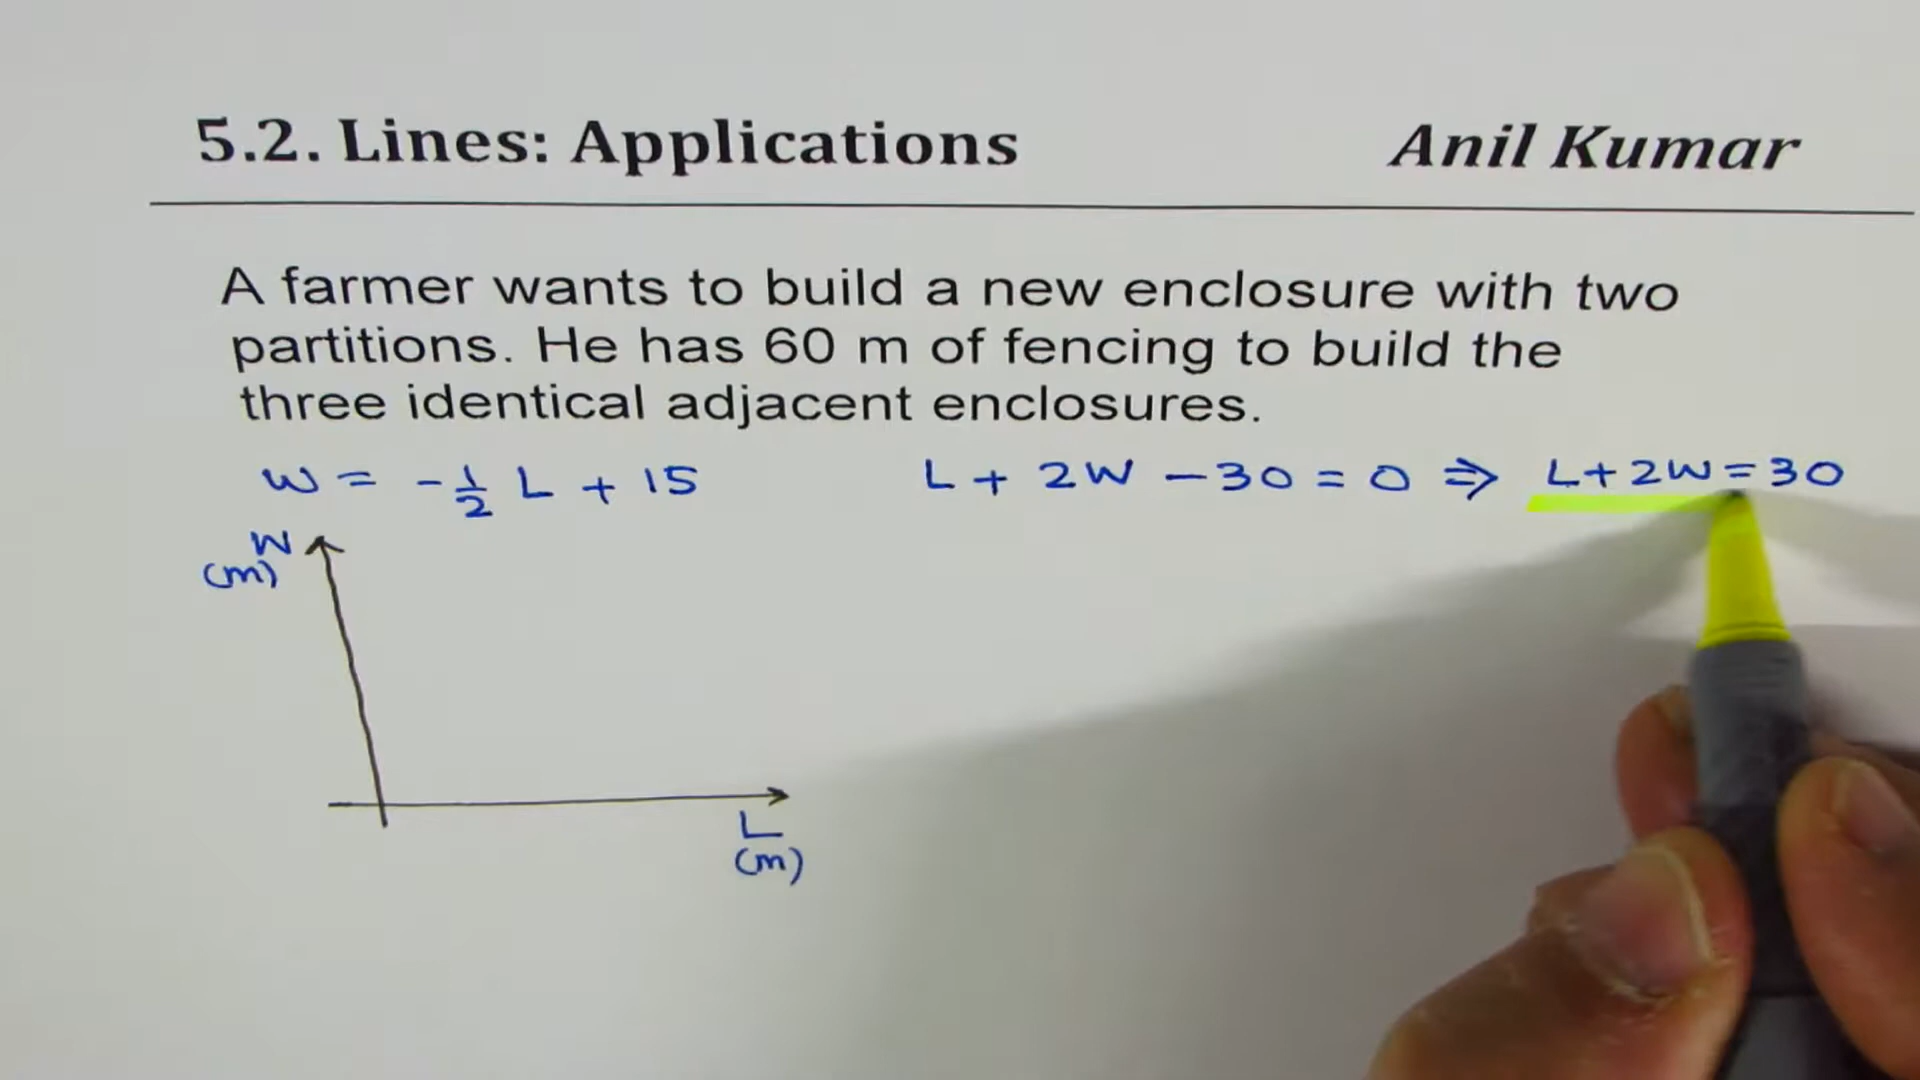 5.2. Lines: Applications Anil Kumar
A farmer wants to build a new enclosure with two
partitions. He has 60 m of fencing to build the
three identical adjacent enclosures.
W = -1/2 L + 15 L + 2W - 30 = 0 ⇒ L + 2W = 30
W
(m)
L
(m)